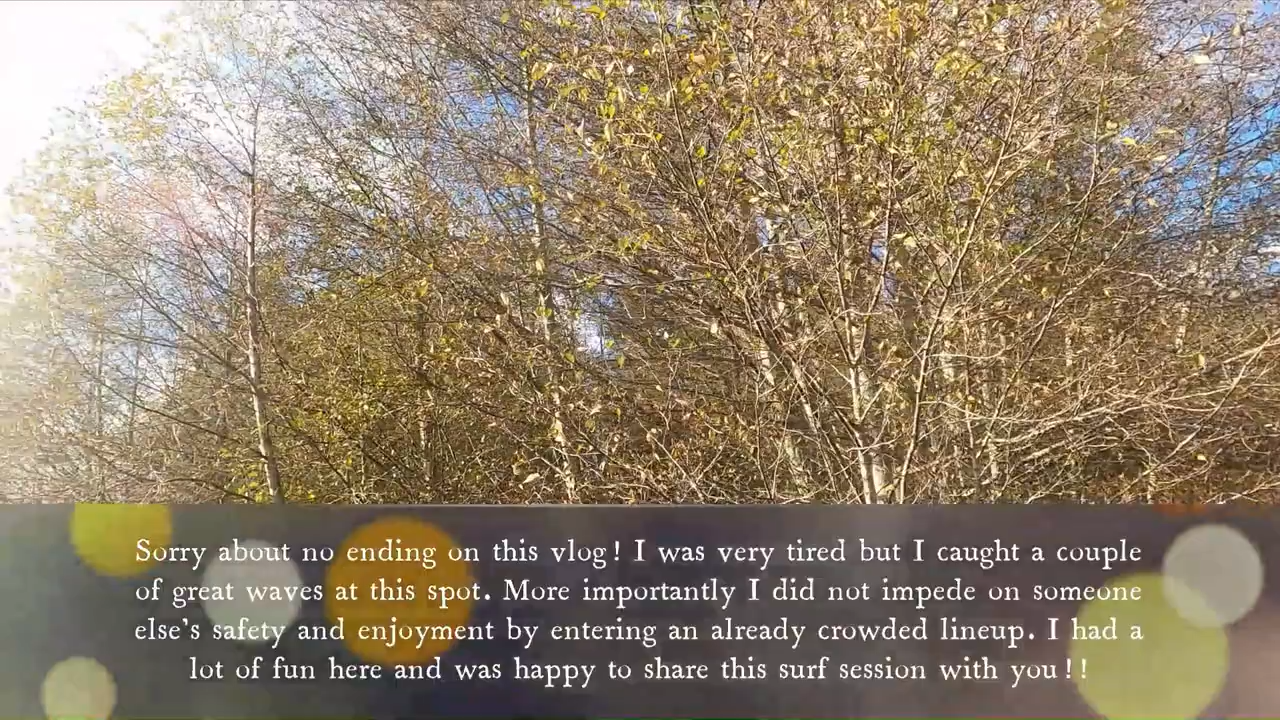 Sorry about no ending on this vlog! I was very tired but I caught a couple
of great waves at this spot. More importantly I did not impede on someone
else's safety and enjoyment by entering an already crowded lineup. I had a
lot of fun here and was happy to share this surf session with you!!